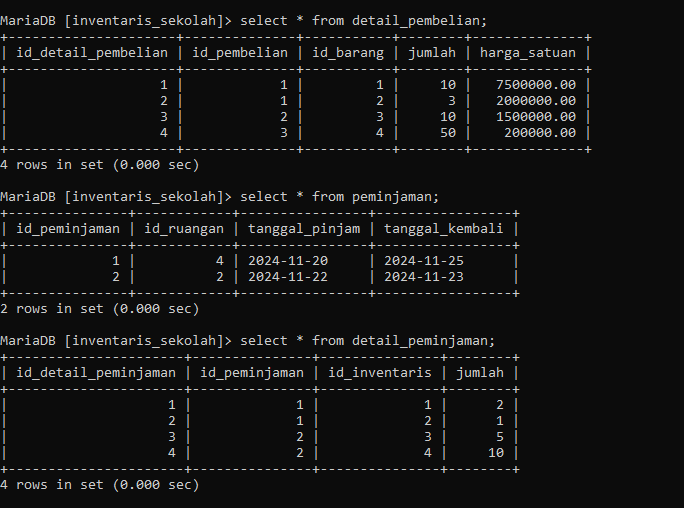 MariaDB [inventaris_sekolah]> select * from detail_pembelian;
+---------------------+--------------+-----------+--------+--------------+
| id_detail_pembelian | id_pembelian | id_barang | jumlah | harga_satuan |
+---------------------+--------------+-----------+--------+--------------+
|                   1 |            1 |         1 |     10 |   7500000.00 |
|                   2 |            1 |         2 |      3 |   2000000.00 |
|                   3 |            2 |         3 |     10 |   1500000.00 |
|                   4 |            3 |         4 |     50 |    200000.00 |
+---------------------+--------------+-----------+--------+--------------+
4 rows in set (0.000 sec)

MariaDB [inventaris_sekolah]> select * from peminjaman;
+---------------+------------+----------------+-----------------+
| id_peminjaman | id_ruangan | tanggal_pinjam | tanggal_kembali |
+---------------+------------+----------------+-----------------+
|             1 |          4 | 2024-11-20     | 2024-11-25      |
|             2 |          2 | 2024-11-22     | 2024-11-23      |
+---------------+------------+----------------+-----------------+
2 rows in set (0.000 sec)

MariaDB [inventaris_sekolah]> select * from detail_peminjaman;
+----------------------+---------------+---------------+--------+
| id_detail_peminjaman | id_peminjaman | id_inventaris | jumlah |
+----------------------+---------------+---------------+--------+
|                    1 |             1 |             1 |      2 |
|                    2 |             1 |             2 |      1 |
|                    3 |             2 |             3 |      5 |
|                    4 |             2 |             4 |     10 |
+----------------------+---------------+---------------+--------+
4 rows in set (0.000 sec)